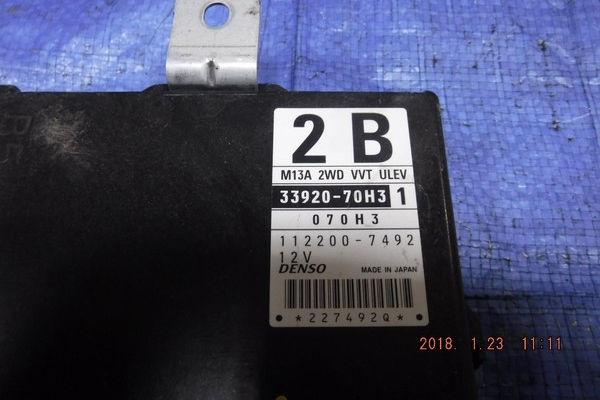 2 B
M13A 2WD VVT ULEV
33920-70H3 1
070H3
112200-7492
12V
DENSO MADE IN JAPAN
*227492Q*
2018. 1.23 11:11